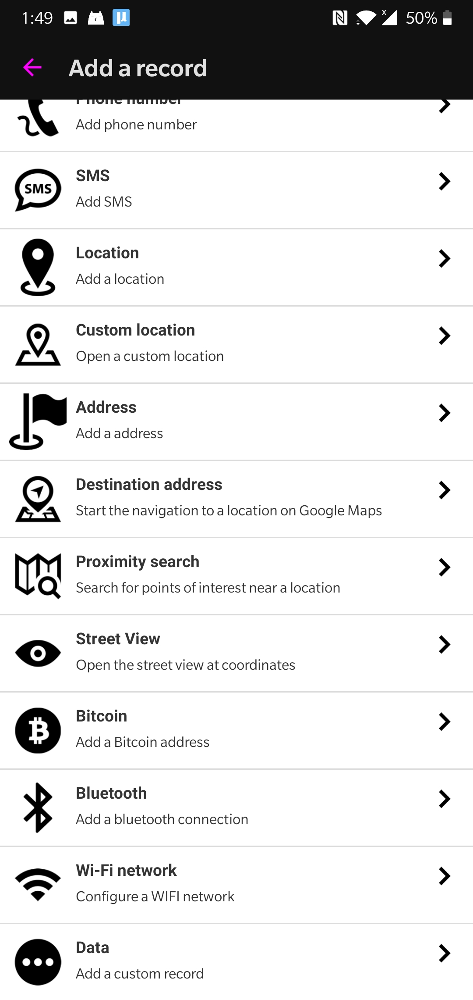 1:49 50%
Add a record
Phone number
Add phone number
SMS
SMS
Add SMS
Location
Add a location
Custom location
Open a custom location
Address
Add a address
Destination address
Start the navigation to a location on Google Maps
Proximity search
Search for points of interest near a location
Street View
Open the street view at coordinates
Bitcoin
Add a Bitcoin address
Bluetooth
Add a bluetooth connection
Wi-Fi network
Configure a WIFI network
Data
Add a custom record